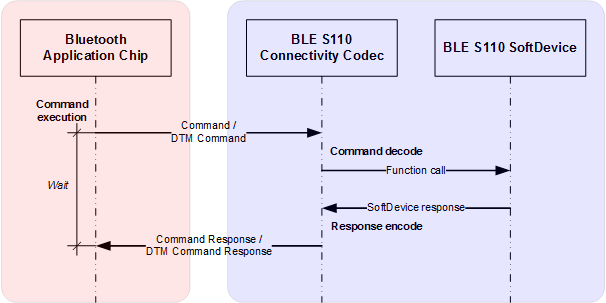 Bluetooth
Application Chip
BLE S110
Connectivity Codec
BLE S110 SoftDevice
Command
execution
Command /
DTM Command
Command decode
Function call
Wait
SoftDevice response
Response encode
Command Response /
DTM Command Response